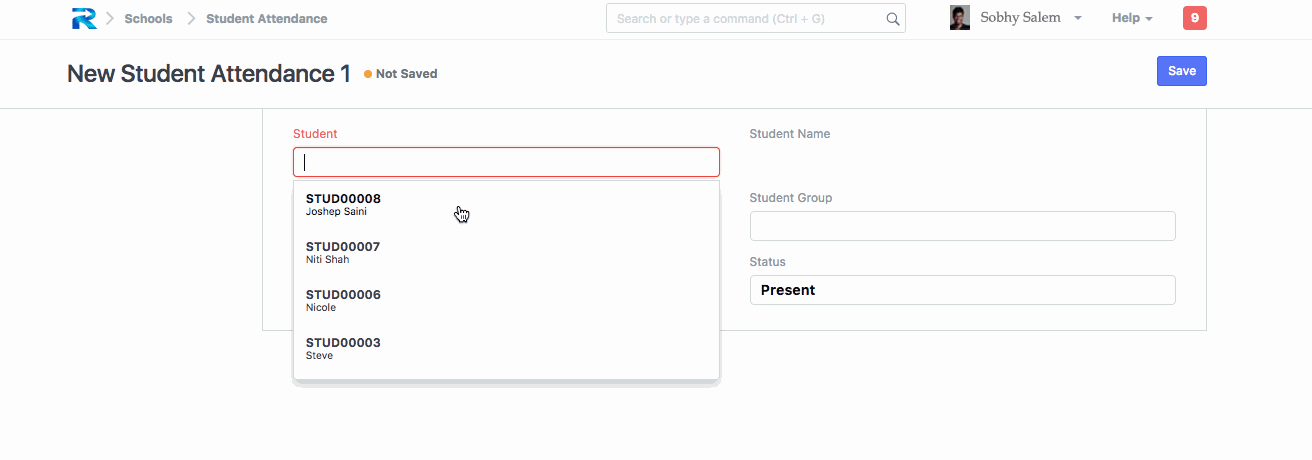 Schools
Student Attendance
Search or type a command (Ctrl + G)
Sobhy Salem
Help
9
New Student Attendance 1
Not Saved
Save
Student
Student Name
STUD00008
Joshep Saini
STUD00007
Niti Shah
STUD00006
Nicole
STUD00003
Steve
Student Group
Status
Present